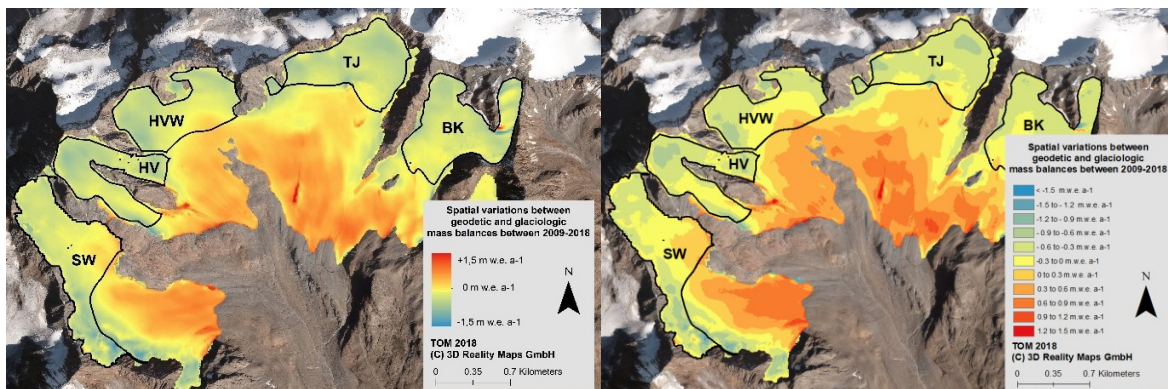 TJ
HVW
BK
HV
SW
Spatial variations between
geodetic and glaciologic
mass balances between 2009-2018
+1,5 m w.e. a-1
0 m w.e. a-1
-1,5 m w.e. a-1
N
TOM 2018
(C) 3D Reality Maps GmbH
0 0.35 0.7 Kilometers
TJ
HVW
BK
HV
SW
Spatial variations between
geodetic and glaciologic
mass balances between 2009-2018
< -1.5 m w.e. a-1
-1.5 to - 1.2 m.w.e. a-1
-1.2 to - 0.9 m.w.e. a-1
- 0.9 to -0.6 m.w.e. a-1
- 0.6 to -0.3 m.w.e. a-1
-0.3 to 0 m.w.e. a-1
0 to 0.3 m.w.e. a-1
0.3 to 0.6 m.w.e. a-1
0.6 to 0.9 m.w.e. a-1
0.9 to 1.2 m.w.e. a-1
1.2 to 1.5 m.w.e. a-1
N
TOM 2018
(C) 3D Reality Maps GmbH
0 0.35 0.7 Kilometers